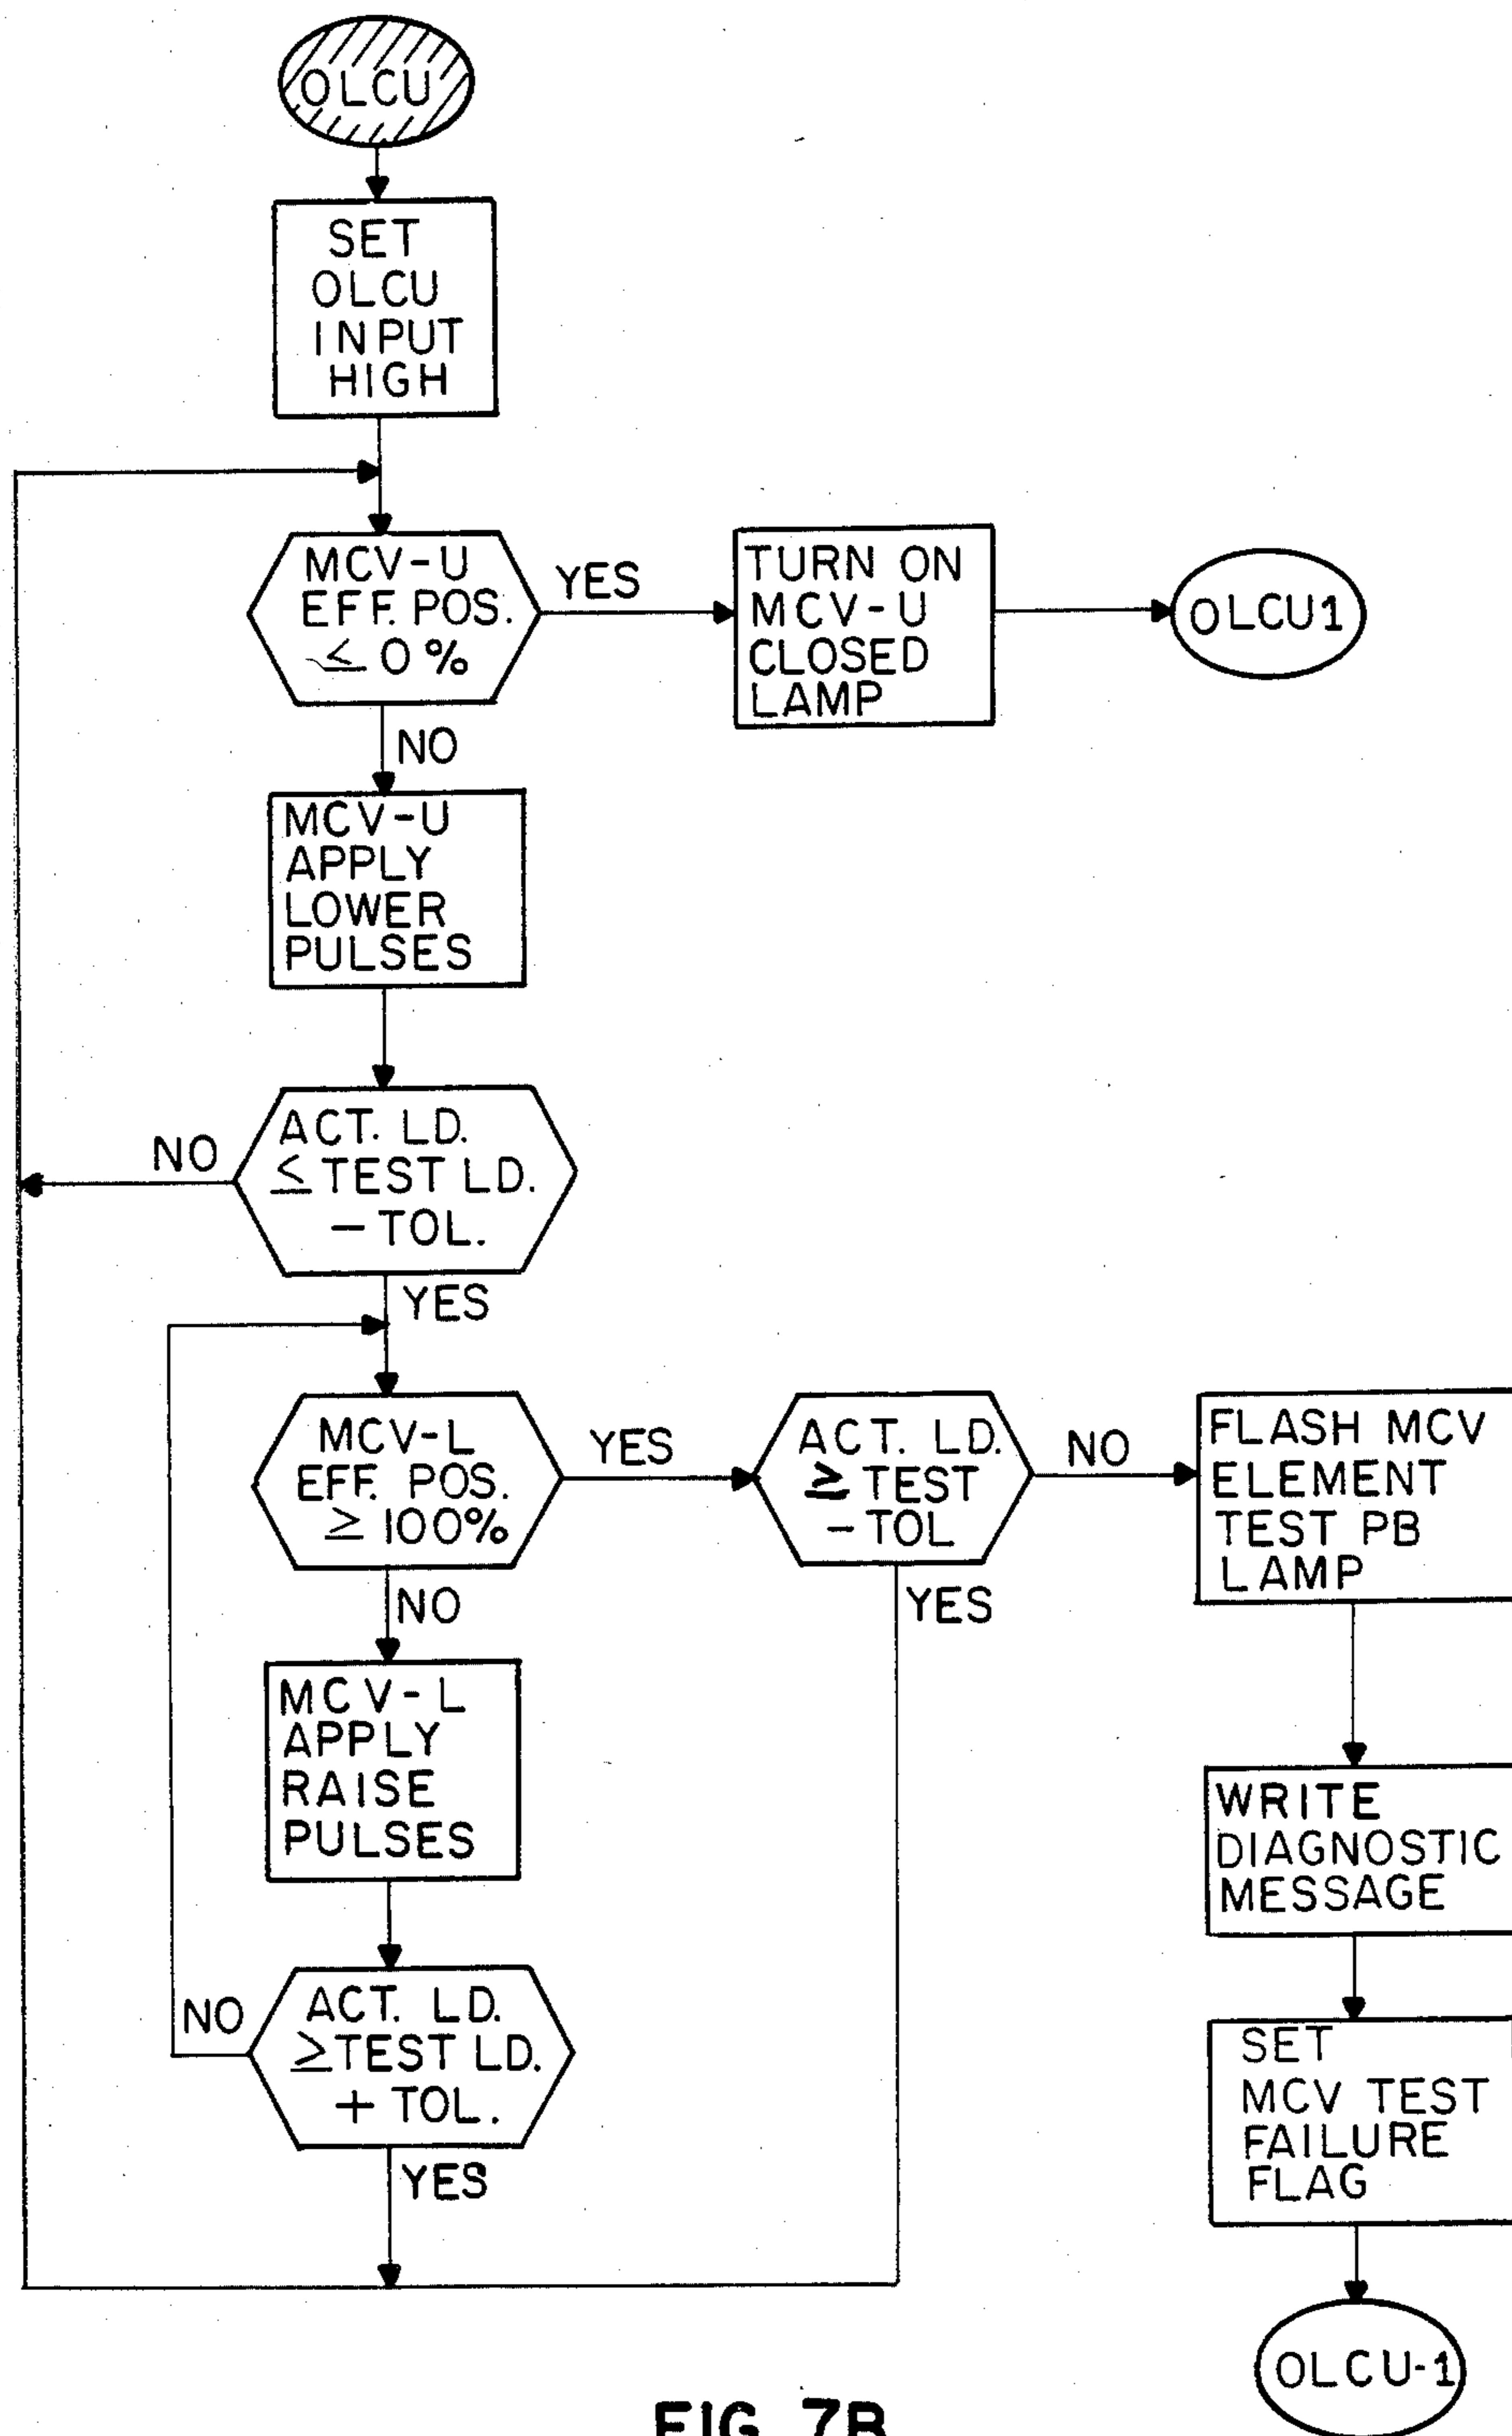 OLCU
SET
OLCU
INPUT
HIGH
MCV-U
EFF. POS.
≤ 0%
YES
TURN ON
MCV-U
CLOSED
LAMP
OLCU1
NO
MCV-U
APPLY
LOWER
PULSES
NO
ACT. LD.
≤ TEST LD.
- TOL.
YES
MCV-L
EFF. POS.
≥ 100%
YES
ACT. LD.
≥ TEST
- TOL
NO
FLASH MCV
ELEMENT
TEST PB
LAMP
NO
YES
MCV-L
APPLY
RAISE
PULSES
WRITE
DIAGNOSTIC
MESSAGE
NO
ACT. LD.
≥ TEST LD.
+ TOL.
YES
SET
MCV TEST
FAILURE
FLAG
OLCU-1
FIG. 7B